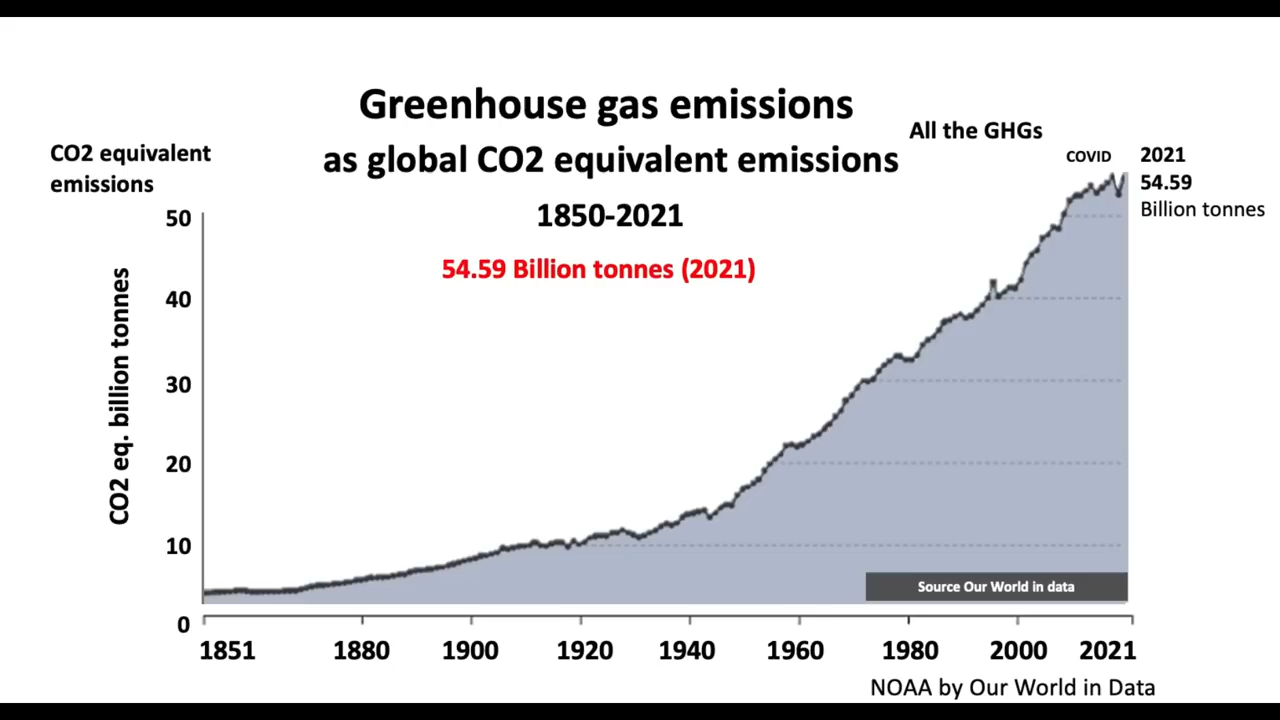 Greenhouse gas emissions
as global CO2 equivalent emissions
1850-2021
54.59 Billion tonnes (2021)
All the GHGs
COVID
2021
54.59
Billion tonnes
CO2 equivalent
emissions
CO2 eq. billion tonnes
50
40
30
20
10
0
Source Our World in data
1851 1880 1900 1920 1940 1960 1980 2000 2021
NOAA by Our World in Data